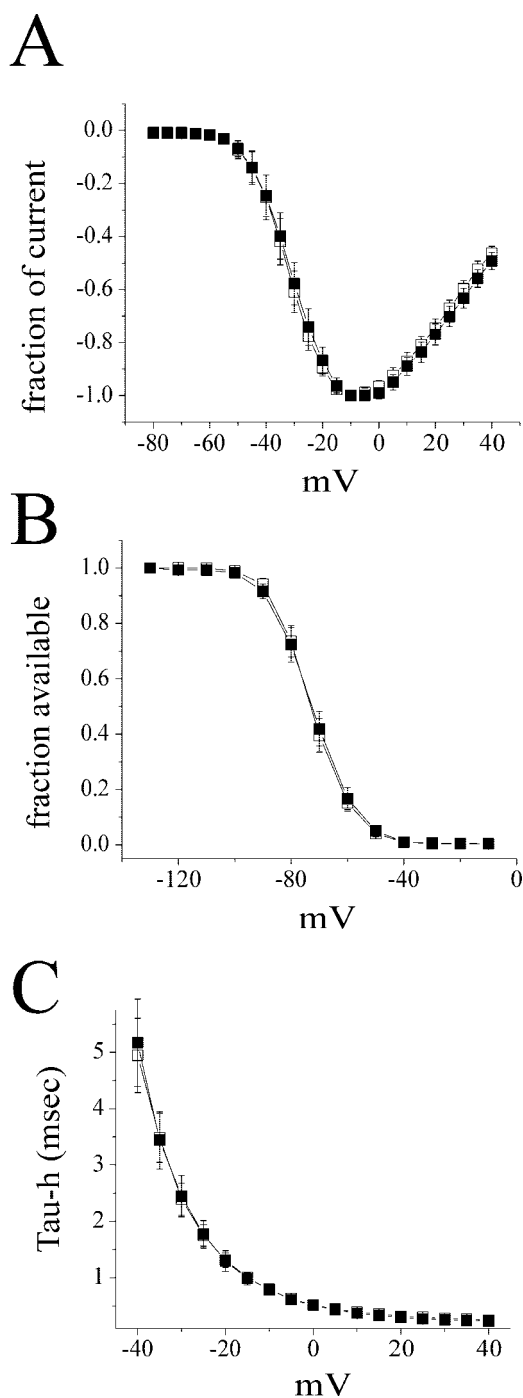 A
fraction of current
0.0
-0.2
-0.4
-0.6
-0.8
-1.0
-80 -60 -40 -20 0 20 40
mV
B
fraction available
1.0
0.8
0.6
0.4
0.2
0.0
-120 -80 -40 0
mV
C
Tau-h (msec)
5
4
3
2
1
-40 -20 0 20 40
mV